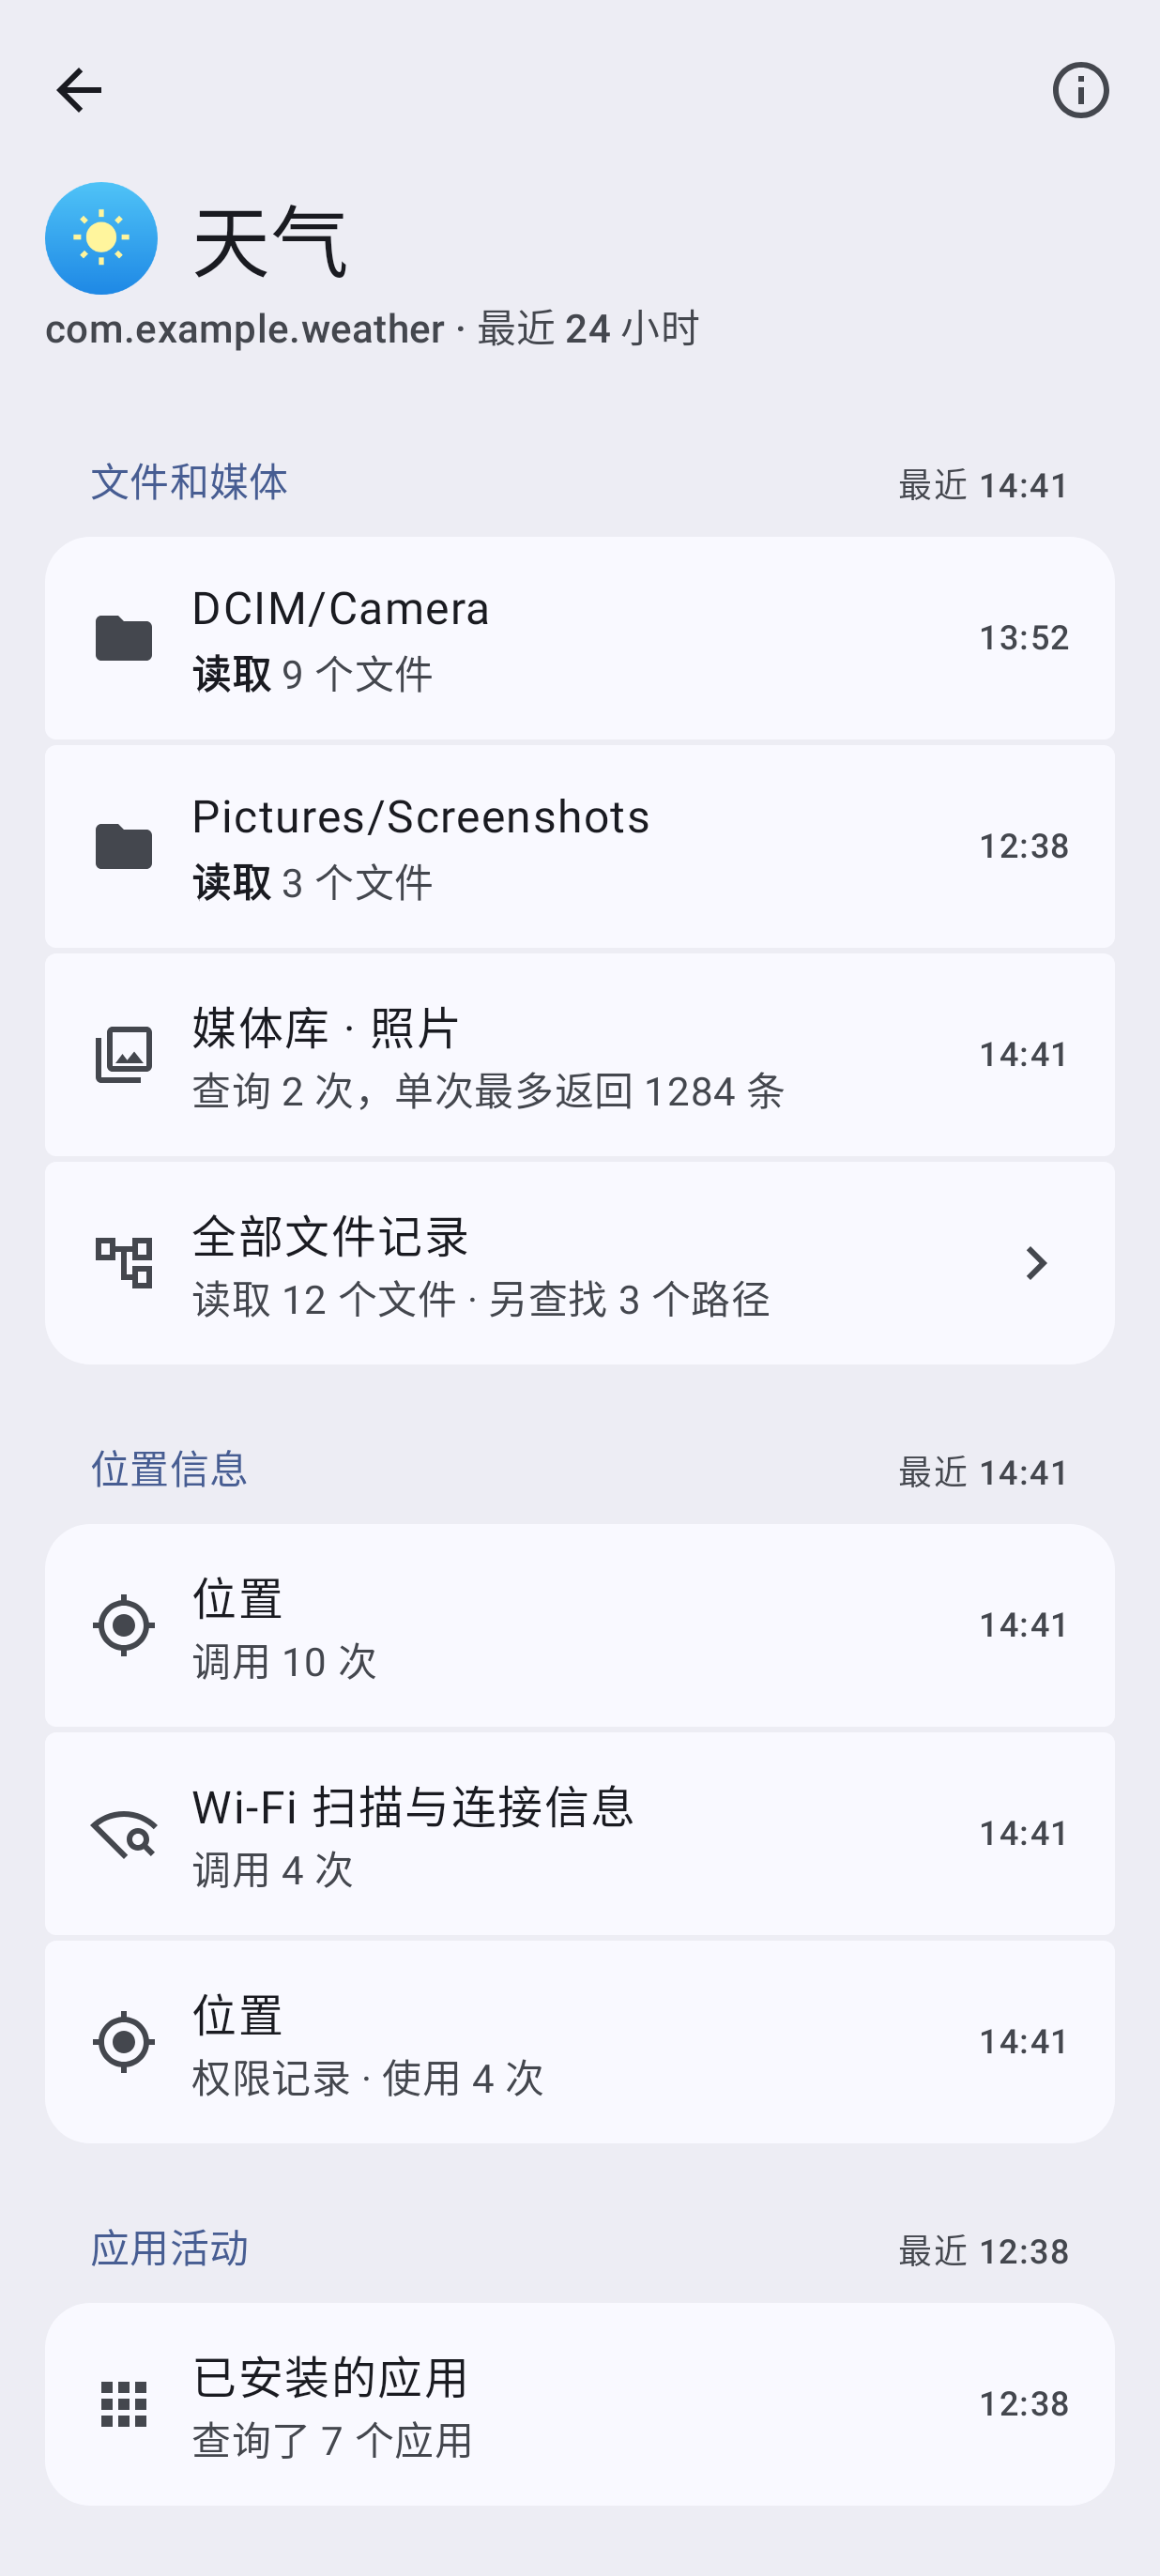 天气
com.example.weather · 最近 24 小时
文件和媒体
最近 14:41
DCIM/Camera
读取 9 个文件
13:52
Pictures/Screenshots
读取 3 个文件
12:38
媒体库 · 照片
查询 2 次，单次最多返回 1284 条
14:41
全部文件记录
读取 12 个文件 · 另查找 3 个路径
位置信息
最近 14:41
位置
调用 10 次
14:41
Wi-Fi 扫描与连接信息
调用 4 次
14:41
位置
权限记录 · 使用 4 次
14:41
应用活动
最近 12:38
已安装的应用
查询了 7 个应用
12:38